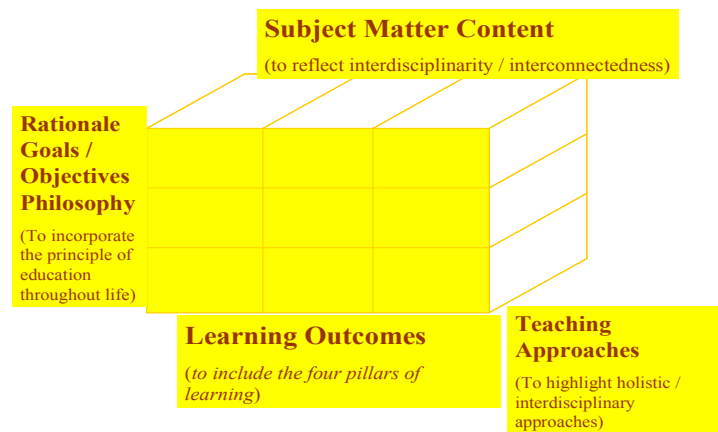 Subject Matter Content
(to reflect interdisciplinarity / interconnectedness)
Rationale
Goals /
Objectives
Philosophy
(To incorporate
the principle of
education
throughout life)
Learning Outcomes
(to include the four pillars of
learning)
Teaching
Approaches
(To highlight holistic /
interdisciplinary
approaches)